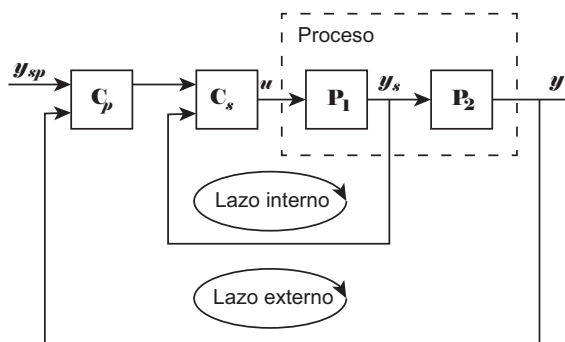 Proceso
y_sp
C_p
C_s
u
P_1
y_s
P_2
y
Lazo interno
Lazo externo